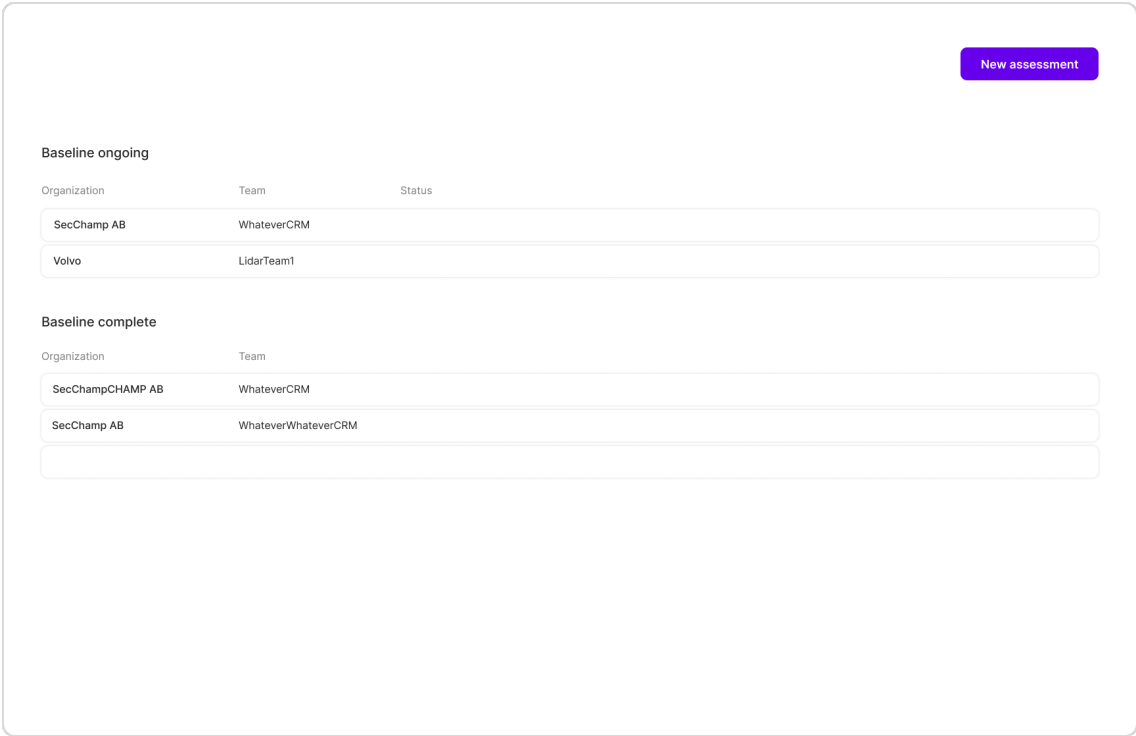 New assessment
Baseline ongoing
Organization Team Status
SecChamp AB WhateverCRM
Volvo LidarTeam1
Baseline complete
Organization Team
SecChampCHAMP AB WhateverCRM
SecChamp AB WhateverWhateverCRM